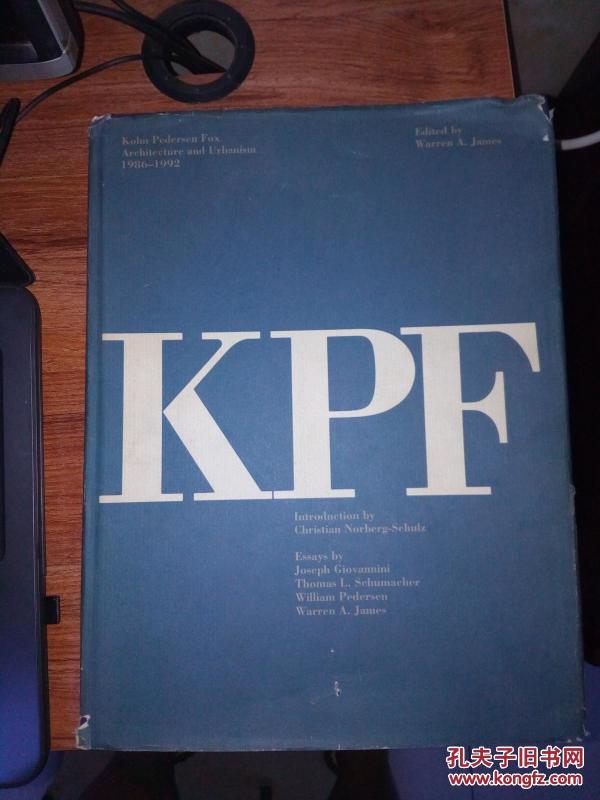 Kohn Pedersen Fox
Architecture and Urbanism
1986–1992
Edited by
Warren A. James
KPF
Introduction by
Christian Norberg-Schulz
Essays by
Joseph Giovannini
Thomas L. Schumacher
William Pedersen
Warren A. James
孔夫子旧书网
www.kongfz.com